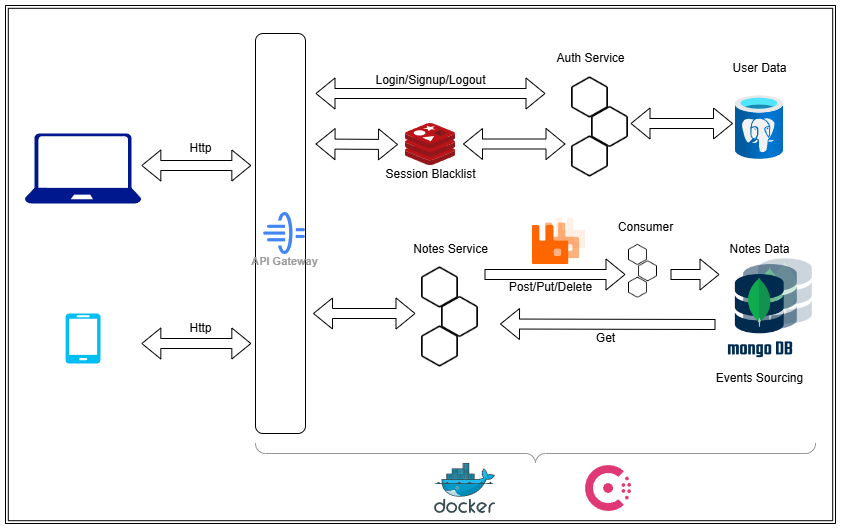 Auth Service
User Data
Login/Signup/Logout
Http
Session Blacklist
Consumer
Notes Service
Notes Data
API Gateway
Post/Put/Delete
Http
Get
mongo DB
Events Sourcing
docker